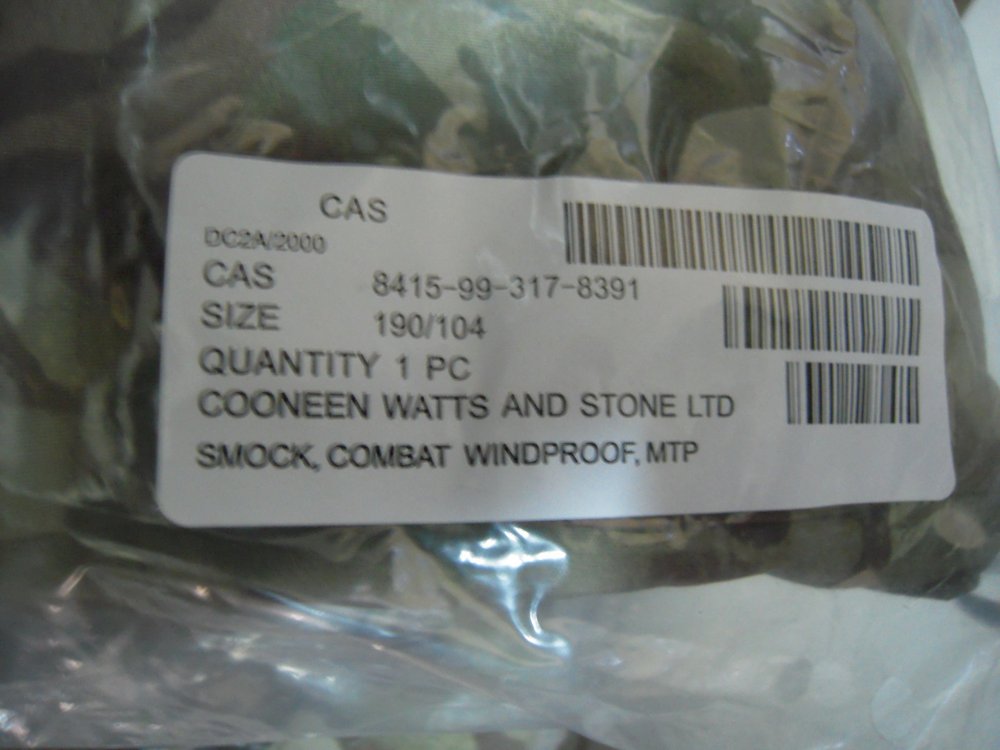 CAS
DC2A/2000
CAS 8415-99-317-8391
SIZE 190/104
QUANTITY 1 PC
COONEEN WATTS AND STONE LTD
SMOCK, COMBAT WINDPROOF, MTP